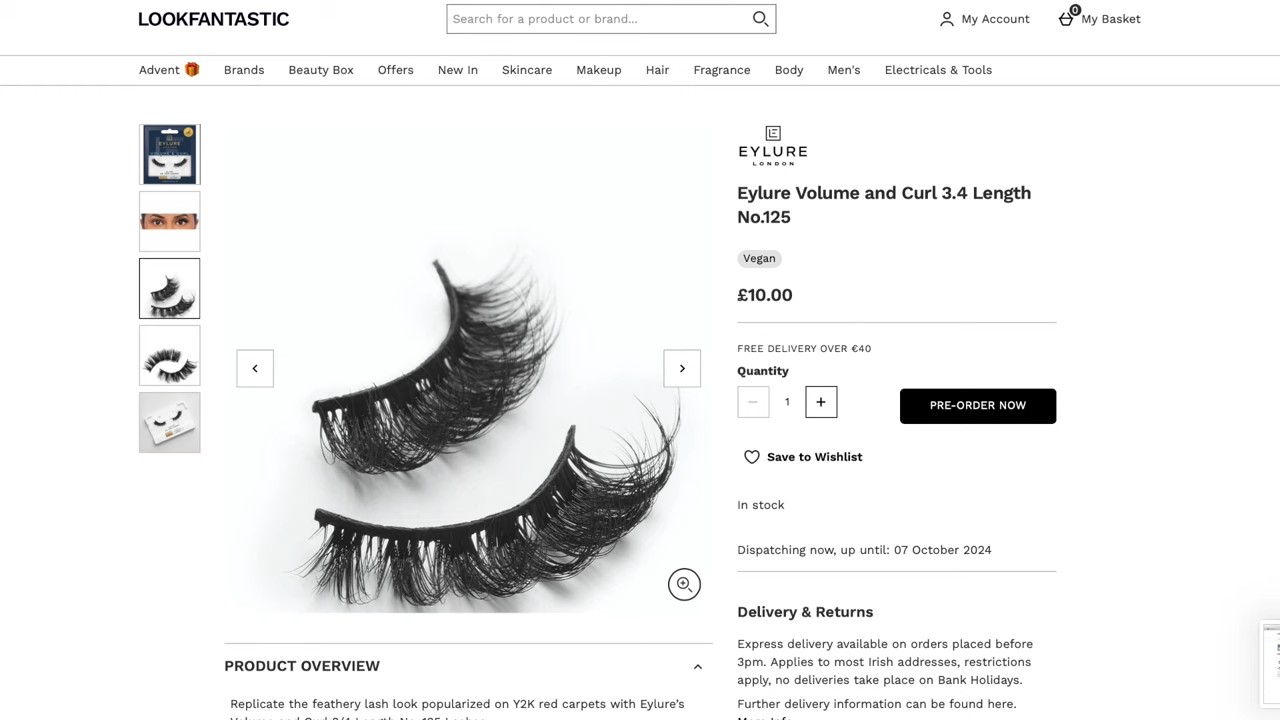 LOOKFANTASTIC
Search for a product or brand...
My Account
0
My Basket
Advent
Brands
Beauty Box
Offers
New In
Skincare
Makeup
Hair
Fragrance
Body
Men's
Electricals & Tools
EYLURE
EYLURE
LONDON
Eylure Volume and Curl 3.4 Length
No.125
Vegan
£10.00
FREE DELIVERY OVER €40
Quantity
1
PRE-ORDER NOW
Save to Wishlist
In stock
Dispatching now, up until: 07 October 2024
Delivery & Returns
Express delivery available on orders placed before
3pm. Applies to most Irish addresses, restrictions
apply, no deliveries take place on Bank Holidays.
Further delivery information can be found here.
PRODUCT OVERVIEW
Replicate the feathery lash look popularized on Y2K red carpets with Eylure’s